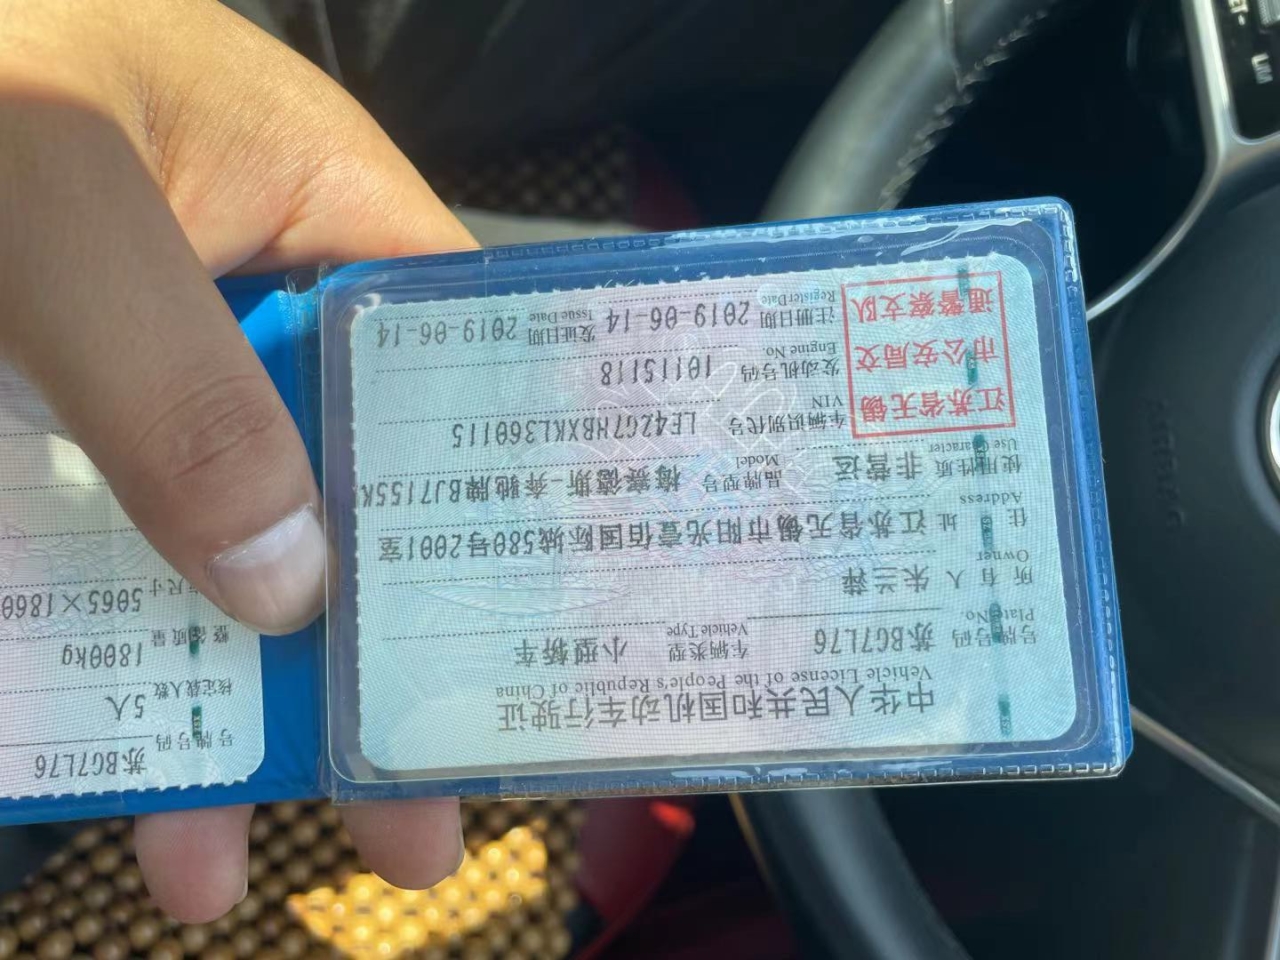 中华人民共和国机动车行驶证
Vehicle License of the People's Republic of China
号牌号码 苏BG7L76 车辆类型 小型轿车
Plate No. Vehicle Type
所有人 朱兰萍
Owner
住址 江苏省无锡市阳光壹佰国际城580号2001室
Address
使用性质 非营运 品牌型号 梅赛德斯-奔驰牌BJ7155K
Use Character Model
江苏省无锡
市公安局交
通警察支队
车辆识别代号 LE4ZG7HBXKL360115
VIN
发动机号码 10115118
Engine No.
注册日期 2019-06-14 发证日期 2019-06-14
Register Date Issue Date
号牌号码 苏BG7L76
核定载人数 5人
整备质量 1800kg
尺寸 5065×1860